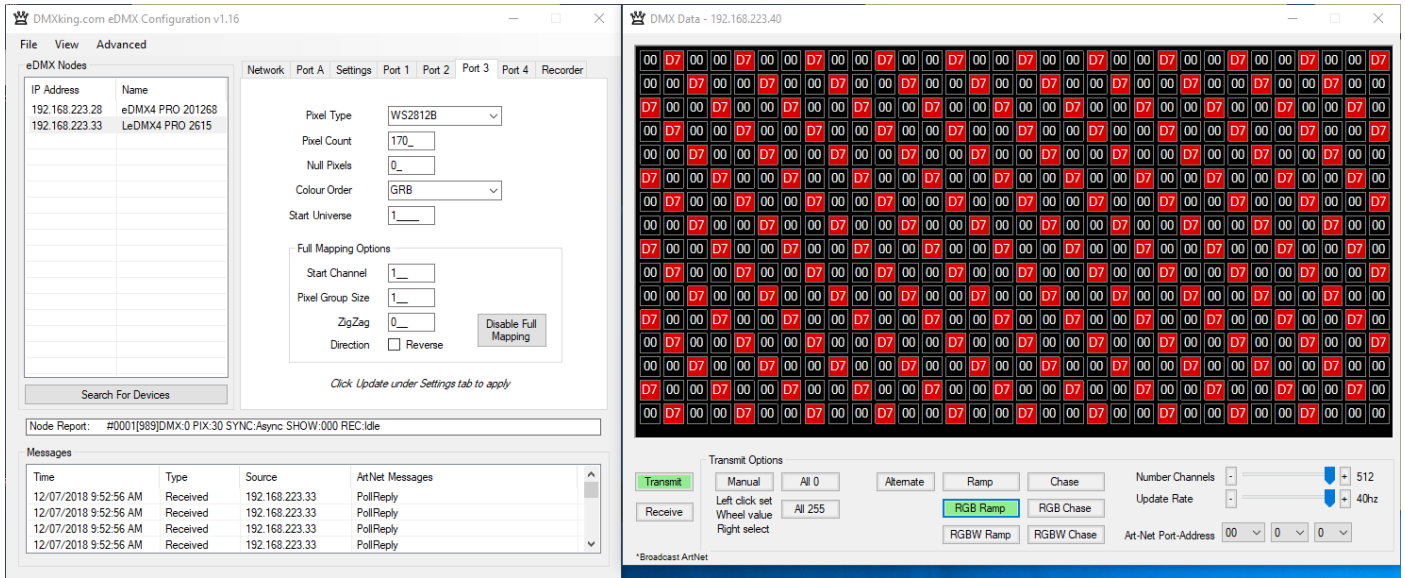 DMXking.com eDMX Configuration v1.16
File View Advanced
eDMX Nodes
IP Address Name
192.168.223.28 eDMX4 PRO 201268
192.168.223.33 LeDMX4 PRO 2615
Search For Devices
Network Port A Settings Port 1 Port 2 Port 3 Port 4 Recorder
Pixel Type WS2812B
Pixel Count 170_
Null Pixels 0_
Colour Order GRB
Start Universe 1____
Full Mapping Options
Start Channel 1__
Pixel Group Size 1__
ZigZag 0__
Direction Reverse
Disable Full
Mapping
Click Update under Settings tab to apply
Node Report: #0001[989]DMX:0 PIX:30 SYNC:Async SHOW:000 REC:Idle
Messages
Time Type Source ArtNet Messages
12/07/2018 9:52:56 AM Received 192.168.223.33 PollReply
12/07/2018 9:52:56 AM Received 192.168.223.33 PollReply
12/07/2018 9:52:56 AM Received 192.168.223.33 PollReply
12/07/2018 9:52:56 AM Received 192.168.223.33 PollReply
DMX Data - 192.168.223.40
00 D7 00 00 D7 00 00 D7 00 00 D7 00 00 D7 00 00 D7 00 00 D7 00 00 D7 00 00 D7 00 00 D7 00 00 D7
00 00 D7 00 00 D7 00 00 D7 00 00 D7 00 00 D7 00 00 D7 00 00 D7 00 00 D7 00 00 D7 00 00 D7 00 00
D7 00 00 D7 00 00 D7 00 00 D7 00 00 D7 00 00 D7 00 00 D7 00 00 D7 00 00 D7 00 00 D7 00 00 D7 00
00 D7 00 00 D7 00 00 D7 00 00 D7 00 00 D7 00 00 D7 00 00 D7 00 00 D7 00 00 D7 00 00 D7 00 00 D7
00 00 D7 00 00 D7 00 00 D7 00 00 D7 00 00 D7 00 00 D7 00 00 D7 00 00 D7 00 00 D7 00 00 D7 00 00
D7 00 00 D7 00 00 D7 00 00 D7 00 00 D7 00 00 D7 00 00 D7 00 00 D7 00 00 D7 00 00 D7 00 00 D7 00
00 D7 00 00 D7 00 00 D7 00 00 D7 00 00 D7 00 00 D7 00 00 D7 00 00 D7 00 00 D7 00 00 D7 00 00 D7
00 00 D7 00 00 D7 00 00 D7 00 00 D7 00 00 D7 00 00 D7 00 00 D7 00 00 D7 00 00 D7 00 00 D7 00 00
D7 00 00 D7 00 00 D7 00 00 D7 00 00 D7 00 00 D7 00 00 D7 00 00 D7 00 00 D7 00 00 D7 00 00 D7 00
00 D7 00 00 D7 00 00 D7 00 00 D7 00 00 D7 00 00 D7 00 00 D7 00 00 D7 00 00 D7 00 00 D7 00 00 D7
00 00 D7 00 00 D7 00 00 D7 00 00 D7 00 00 D7 00 00 D7 00 00 D7 00 00 D7 00 00 D7 00 00 D7 00 00
D7 00 00 D7 00 00 D7 00 00 D7 00 00 D7 00 00 D7 00 00 D7 00 00 D7 00 00 D7 00 00 D7 00 00 D7 00
00 D7 00 00 D7 00 00 D7 00 00 D7 00 00 D7 00 00 D7 00 00 D7 00 00 D7 00 00 D7 00 00 D7 00 00 D7
00 00 D7 00 00 D7 00 00 D7 00 00 D7 00 00 D7 00 00 D7 00 00 D7 00 00 D7 00 00 D7 00 00 D7 00 00
D7 00 00 D7 00 00 D7 00 00 D7 00 00 D7 00 00 D7 00 00 D7 00 00 D7 00 00 D7 00 00 D7 00 00 D7 00
00 D7 00 00 D7 00 00 D7 00 00 D7 00 00 D7 00 00 D7 00 00 D7 00 00 D7 00 00 D7 00 00 D7 00 00 00
Transmit Options
Transmit Manual All 0 Alternate Ramp Chase Number Channels - + 512
Receive Left click set
Wheel value
Right select
All 255 RGB Ramp RGB Chase Update Rate - + 40hz
RGBW Ramp RGBW Chase Art-Net Port-Address 00 0 0
*Broadcast ArtNet